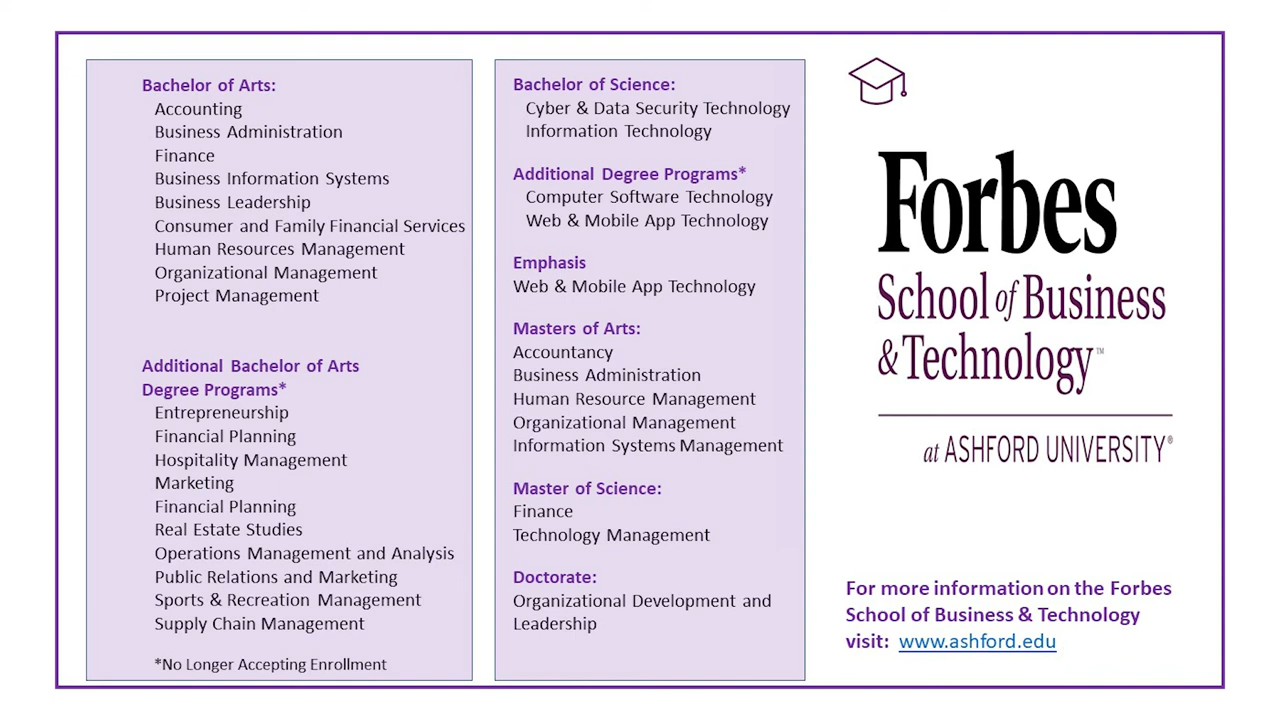 Bachelor of Arts:
Accounting
Business Administration
Finance
Business Information Systems
Business Leadership
Consumer and Family Financial Services
Human Resources Management
Organizational Management
Project Management
Additional Bachelor of Arts
Degree Programs*
Entrepreneurship
Financial Planning
Hospitality Management
Marketing
Financial Planning
Real Estate Studies
Operations Management and Analysis
Public Relations and Marketing
Sports & Recreation Management
Supply Chain Management
*No Longer Accepting Enrollment
Bachelor of Science:
Cyber & Data Security Technology
Information Technology
Additional Degree Programs*
Computer Software Technology
Web & Mobile App Technology
Emphasis
Web & Mobile App Technology
Masters of Arts:
Accountancy
Business Administration
Human Resource Management
Organizational Management
Information Systems Management
Master of Science:
Finance
Technology Management
Doctorate:
Organizational Development and
Leadership
Forbes
School of Business
& Technology™
at ASHFORD UNIVERSITY®
For more information on the Forbes
School of Business & Technology
visit: www.ashford.edu